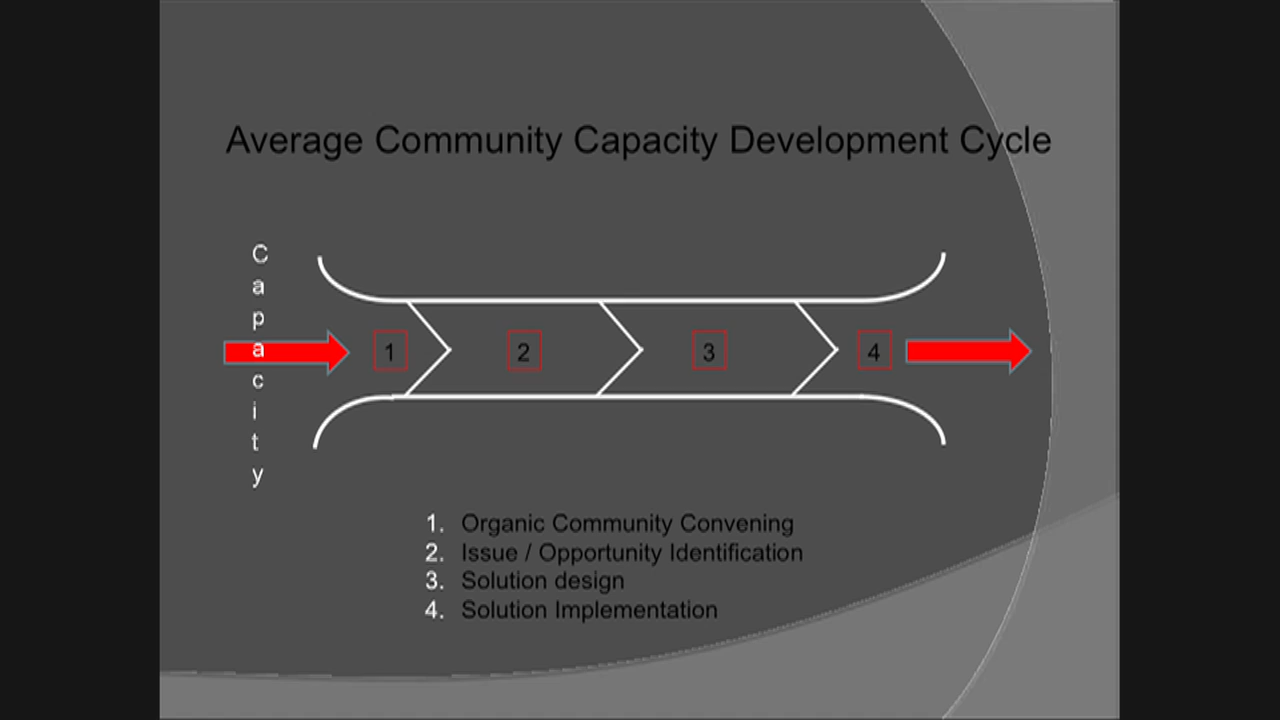 Average Community Capacity Development Cycle
Capacity
1 2 3 4
1. Organic Community Convening
2. Issue / Opportunity Identification
3. Solution design
4. Solution Implementation